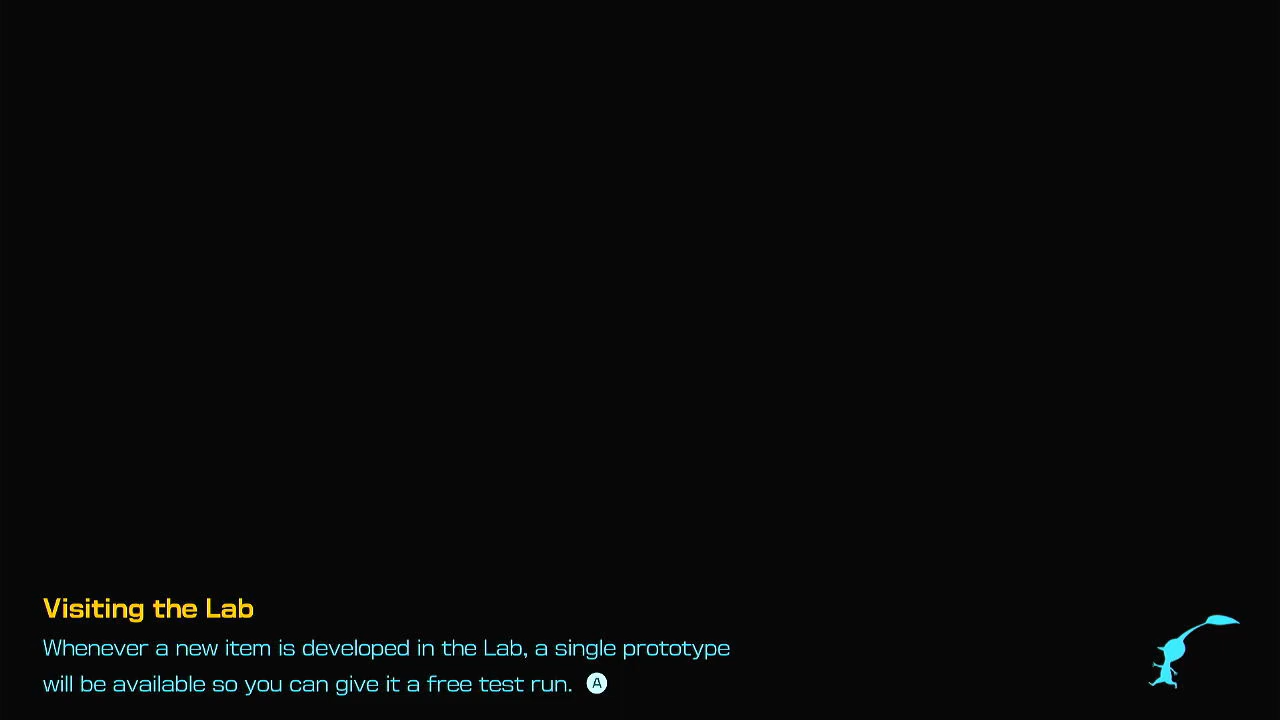 Visiting the Lab
Whenever a new item is developed in the Lab, a single prototype
will be available so you can give it a free test run. A